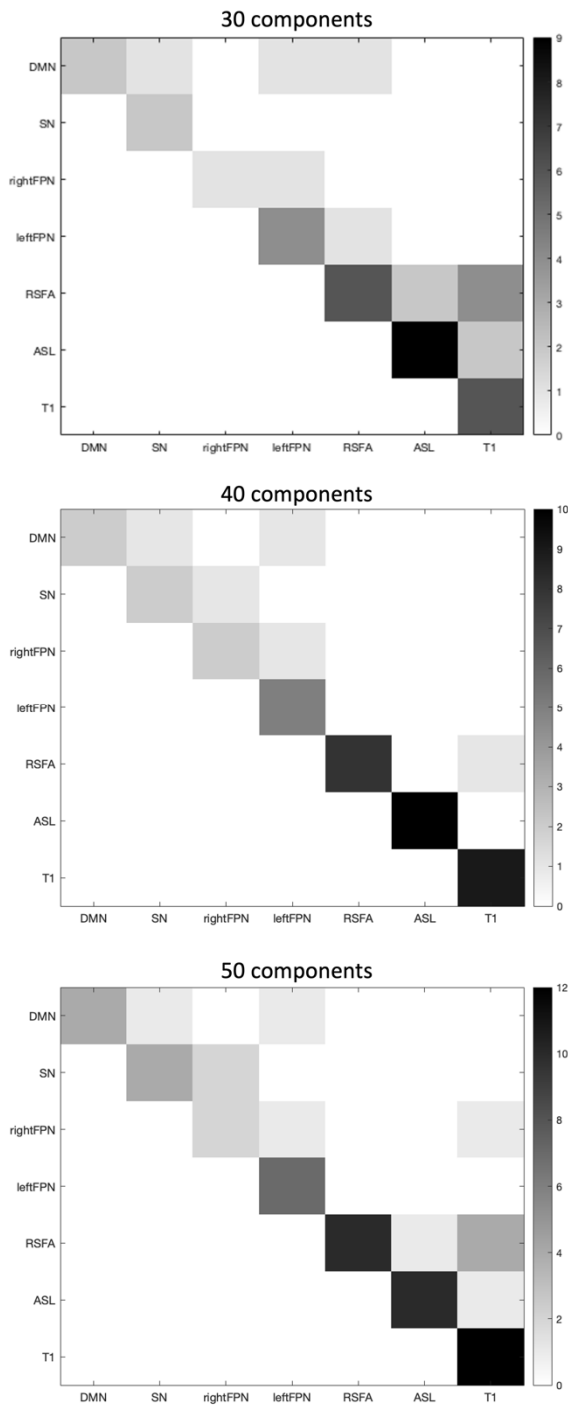 30 components
DMN
SN
rightFPN
leftFPN
RSFA
ASL
T1
DMN SN rightFPN leftFPN RSFA ASL T1
9
8
7
6
5
4
3
2
1
0
40 components
DMN
SN
rightFPN
leftFPN
RSFA
ASL
T1
DMN SN rightFPN leftFPN RSFA ASL T1
10
9
8
7
6
5
4
3
2
1
0
50 components
DMN
SN
rightFPN
leftFPN
RSFA
ASL
T1
DMN SN rightFPN leftFPN RSFA ASL T1
12
10
8
6
4
2
0